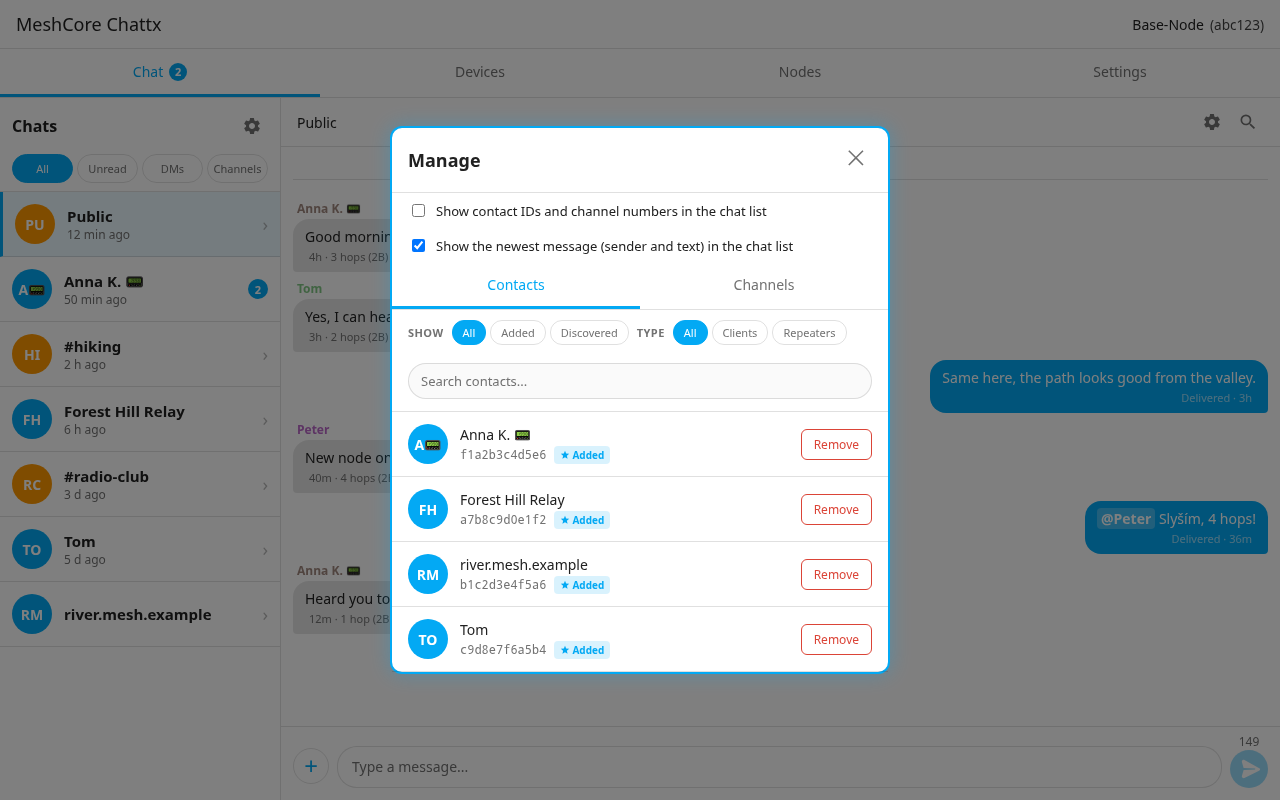 MeshCore Chattx
Base-Node (abc123)
Chat 2
Devices
Nodes
Settings
Chats
All
Unread
DMs
Channels
PU
Public
12 min ago
A📟
Anna K. 📟
50 min ago
2
HI
#hiking
2 h ago
FH
Forest Hill Relay
6 h ago
RC
#radio-club
3 d ago
TO
Tom
5 d ago
RM
river.mesh.example
Public
Anna K. 📟
Good
4h · 3 hops (2B)
Tom
Yes, I can
3h · 2 hops (2B)
Same here, the path looks good from the valley.
Delivered · 3h
Peter
New node
40m · 4 hops
@Peter Slyším, 4 hops!
Delivered · 36m
Anna K. 📟
Heard you
12m · 1 hop
Type a message...
149
Manage
Show contact IDs and channel numbers in the chat list
Show the newest message (sender and text) in the chat list
Contacts
Channels
SHOW
All
Added
Discovered
TYPE
All
Clients
Repeaters
Search contacts...
A📟
Anna K. 📟
f1a2b3c4d5e6 ★ Added
Remove
FH
Forest Hill Relay
a7b8c9d0e1f2 ★ Added
Remove
RM
river.mesh.example
b1c2d3e4f5a6 ★ Added
Remove
TO
Tom
c9d8e7f6a5b4 ★ Added
Remove